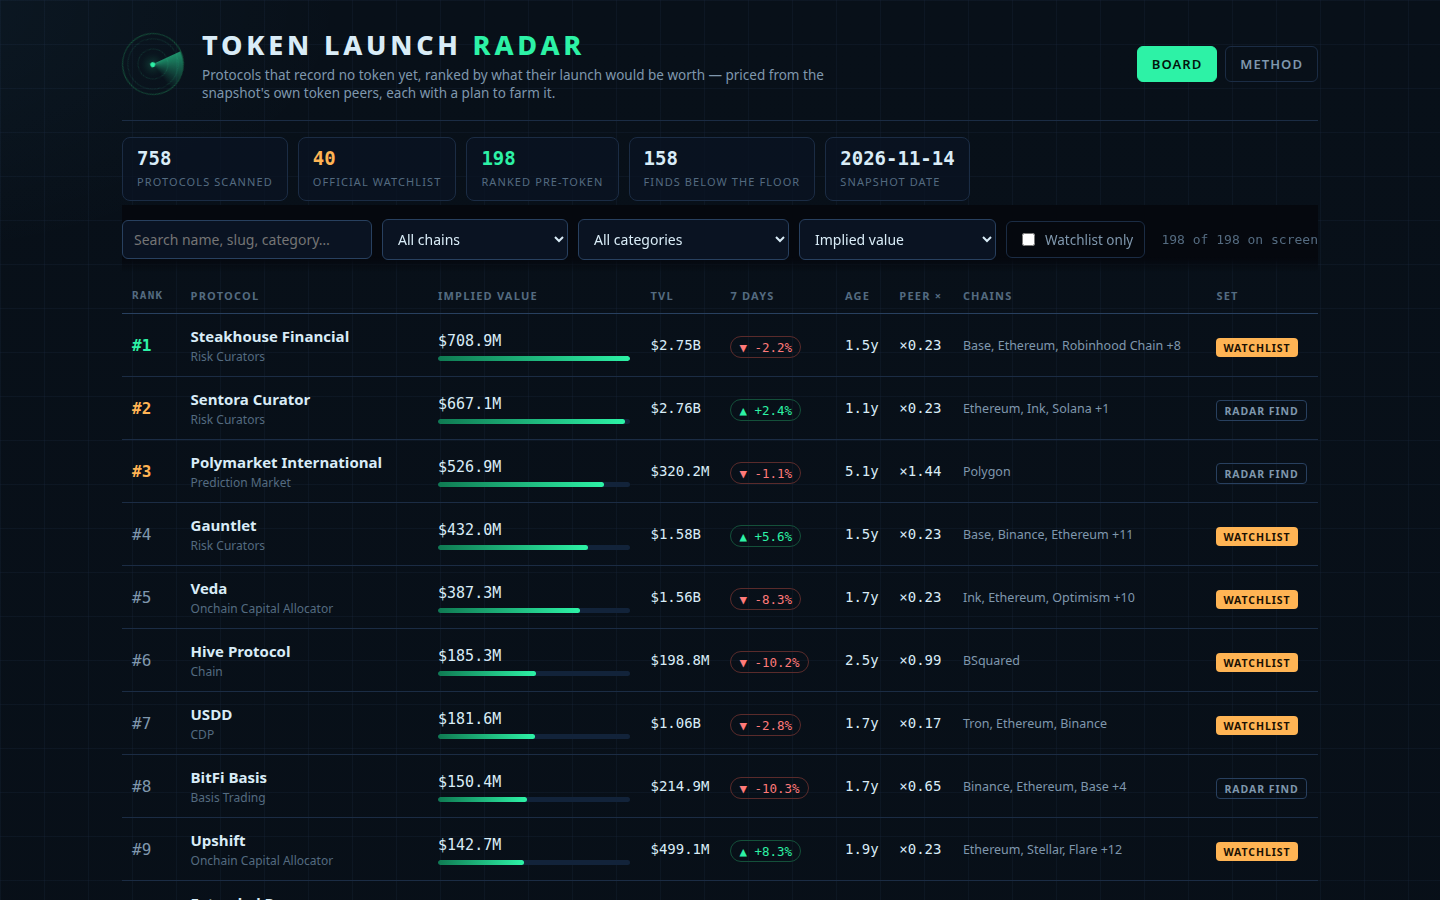 TOKEN LAUNCH RADAR
Protocols that record no token yet, ranked by what their launch would be worth — priced from the
snapshot's own token peers, each with a plan to farm it.
BOARD
METHOD
758
PROTOCOLS SCANNED
40
OFFICIAL WATCHLIST
198
RANKED PRE-TOKEN
158
FINDS BELOW THE FLOOR
2026-11-14
SNAPSHOT DATE
Search name, slug, category...
All chains
All categories
Implied value
Watchlist only
198 of 198 on screen
RANK PROTOCOL IMPLIED VALUE TVL 7 DAYS AGE PEER × CHAINS SET
#1 Steakhouse Financial $708.9M $2.75B ▼ -2.2% 1.5y ×0.23 Base, Ethereum, Robinhood Chain +8 WATCHLIST
Risk Curators
#2 Sentora Curator $667.1M $2.76B ▲ +2.4% 1.1y ×0.23 Ethereum, Ink, Solana +1 RADAR FIND
Risk Curators
#3 Polymarket International $526.9M $320.2M ▼ -1.1% 5.1y ×1.44 Polygon RADAR FIND
Prediction Market
#4 Gauntlet $432.0M $1.58B ▲ +5.6% 1.5y ×0.23 Base, Binance, Ethereum +11 WATCHLIST
Risk Curators
#5 Veda $387.3M $1.56B ▼ -8.3% 1.7y ×0.23 Ink, Ethereum, Optimism +10 WATCHLIST
Onchain Capital Allocator
#6 Hive Protocol $185.3M $198.8M ▼ -10.2% 2.5y ×0.99 BSquared WATCHLIST
Chain
#7 USDD $181.6M $1.06B ▼ -2.8% 1.7y ×0.17 Tron, Ethereum, Binance WATCHLIST
CDP
#8 BitFi Basis $150.4M $214.9M ▼ -10.3% 1.7y ×0.65 Binance, Ethereum, Base +4 RADAR FIND
Basis Trading
#9 Upshift $142.7M $499.1M ▲ +8.3% 1.9y ×0.23 Ethereum, Stellar, Flare +12 WATCHLIST
Onchain Capital Allocator